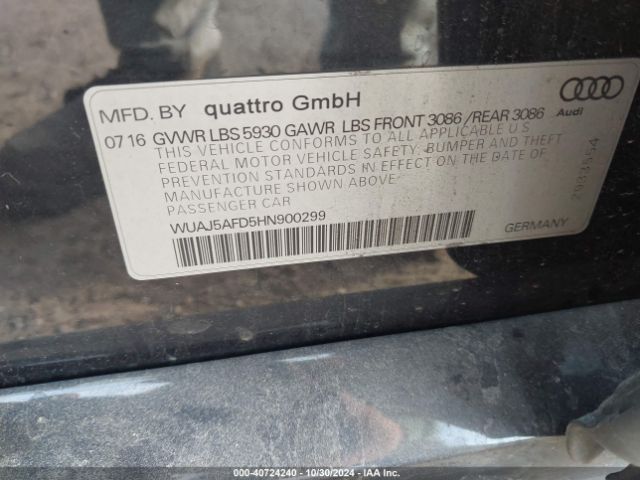 MFD. BY quattro GmbH
Audi
07 16 GVWR LBS 5930 GAWR LBS FRONT 3086 /REAR 3086
THIS VEHICLE CONFORMS TO ALL APPLICABLE U S
FEDERAL MOTOR VEHICLE SAFETY, BUMPER AND THEFT
PREVENTION STANDARDS IN EFFECT ON THE DATE OF
MANUFACTURE SHOWN ABOVE
PASSENGER CAR
WUAJ5AFD5HN900299
GERMANY
2983554
000-40724240 - 10/30/2024 - IAA Inc.